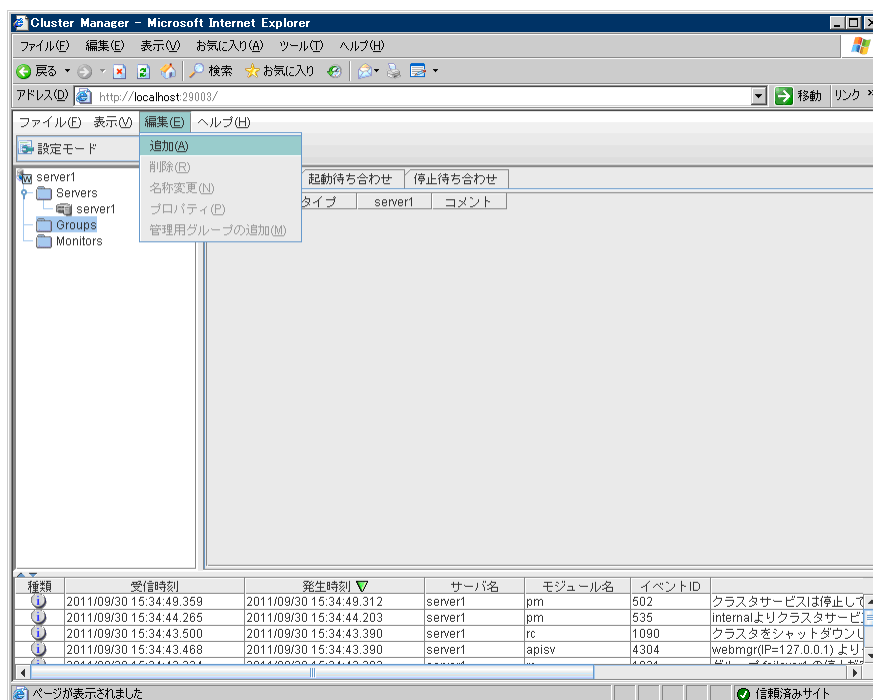 Cluster Manager - Microsoft Internet Explorer
ファイル(F) 編集(E) 表示(V) お気に入り(A) ツール(T) ヘルプ(H)
戻る 検索 お気に入り
アドレス(D) http://localhost:29003/ 移動 リンク »
ファイル(F) 表示(V) 編集(E) ヘルプ(H)
設定モード
追加(A)
削除(R)
名称変更(N)
プロパティ(P)
管理用グループの追加(M)
server1
Servers
server1
Groups
Monitors
起動待ち合わせ 停止待ち合わせ
タイプ server1 コメント
種類 受信時刻 発生時刻 サーバ名 モジュール名 イベントID
2011/09/30 15:34:49.359 2011/09/30 15:34:49.312 server1 pm 502 クラスタサービスは停止して
2011/09/30 15:34:44.265 2011/09/30 15:34:44.203 server1 pm 535 internalよりクラスタサービ
2011/09/30 15:34:43.500 2011/09/30 15:34:43.390 server1 rc 1090 クラスタをシャットダウンし
2011/09/30 15:34:43.468 2011/09/30 15:34:43.390 server1 apisv 4304 webmgr(IP=127.0.0.1) より
ページが表示されました 信頼済みサイト